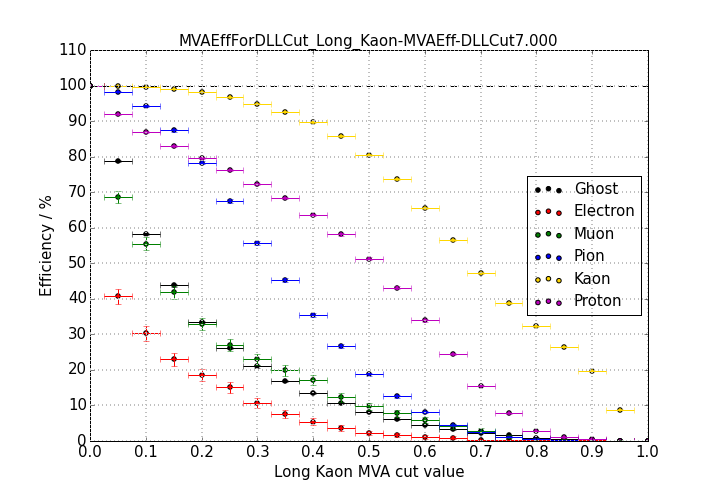 MVAEffForDLLCut_Long_Kaon-MVAEff-DLLCut7.000
110
100
90
80
70
60
50
40
30
20
10
0
Efficiency / %
Ghost
Electron
Muon
Pion
Kaon
Proton
0.0 0.1 0.2 0.3 0.4 0.5 0.6 0.7 0.8 0.9 1.0
Long Kaon MVA cut value